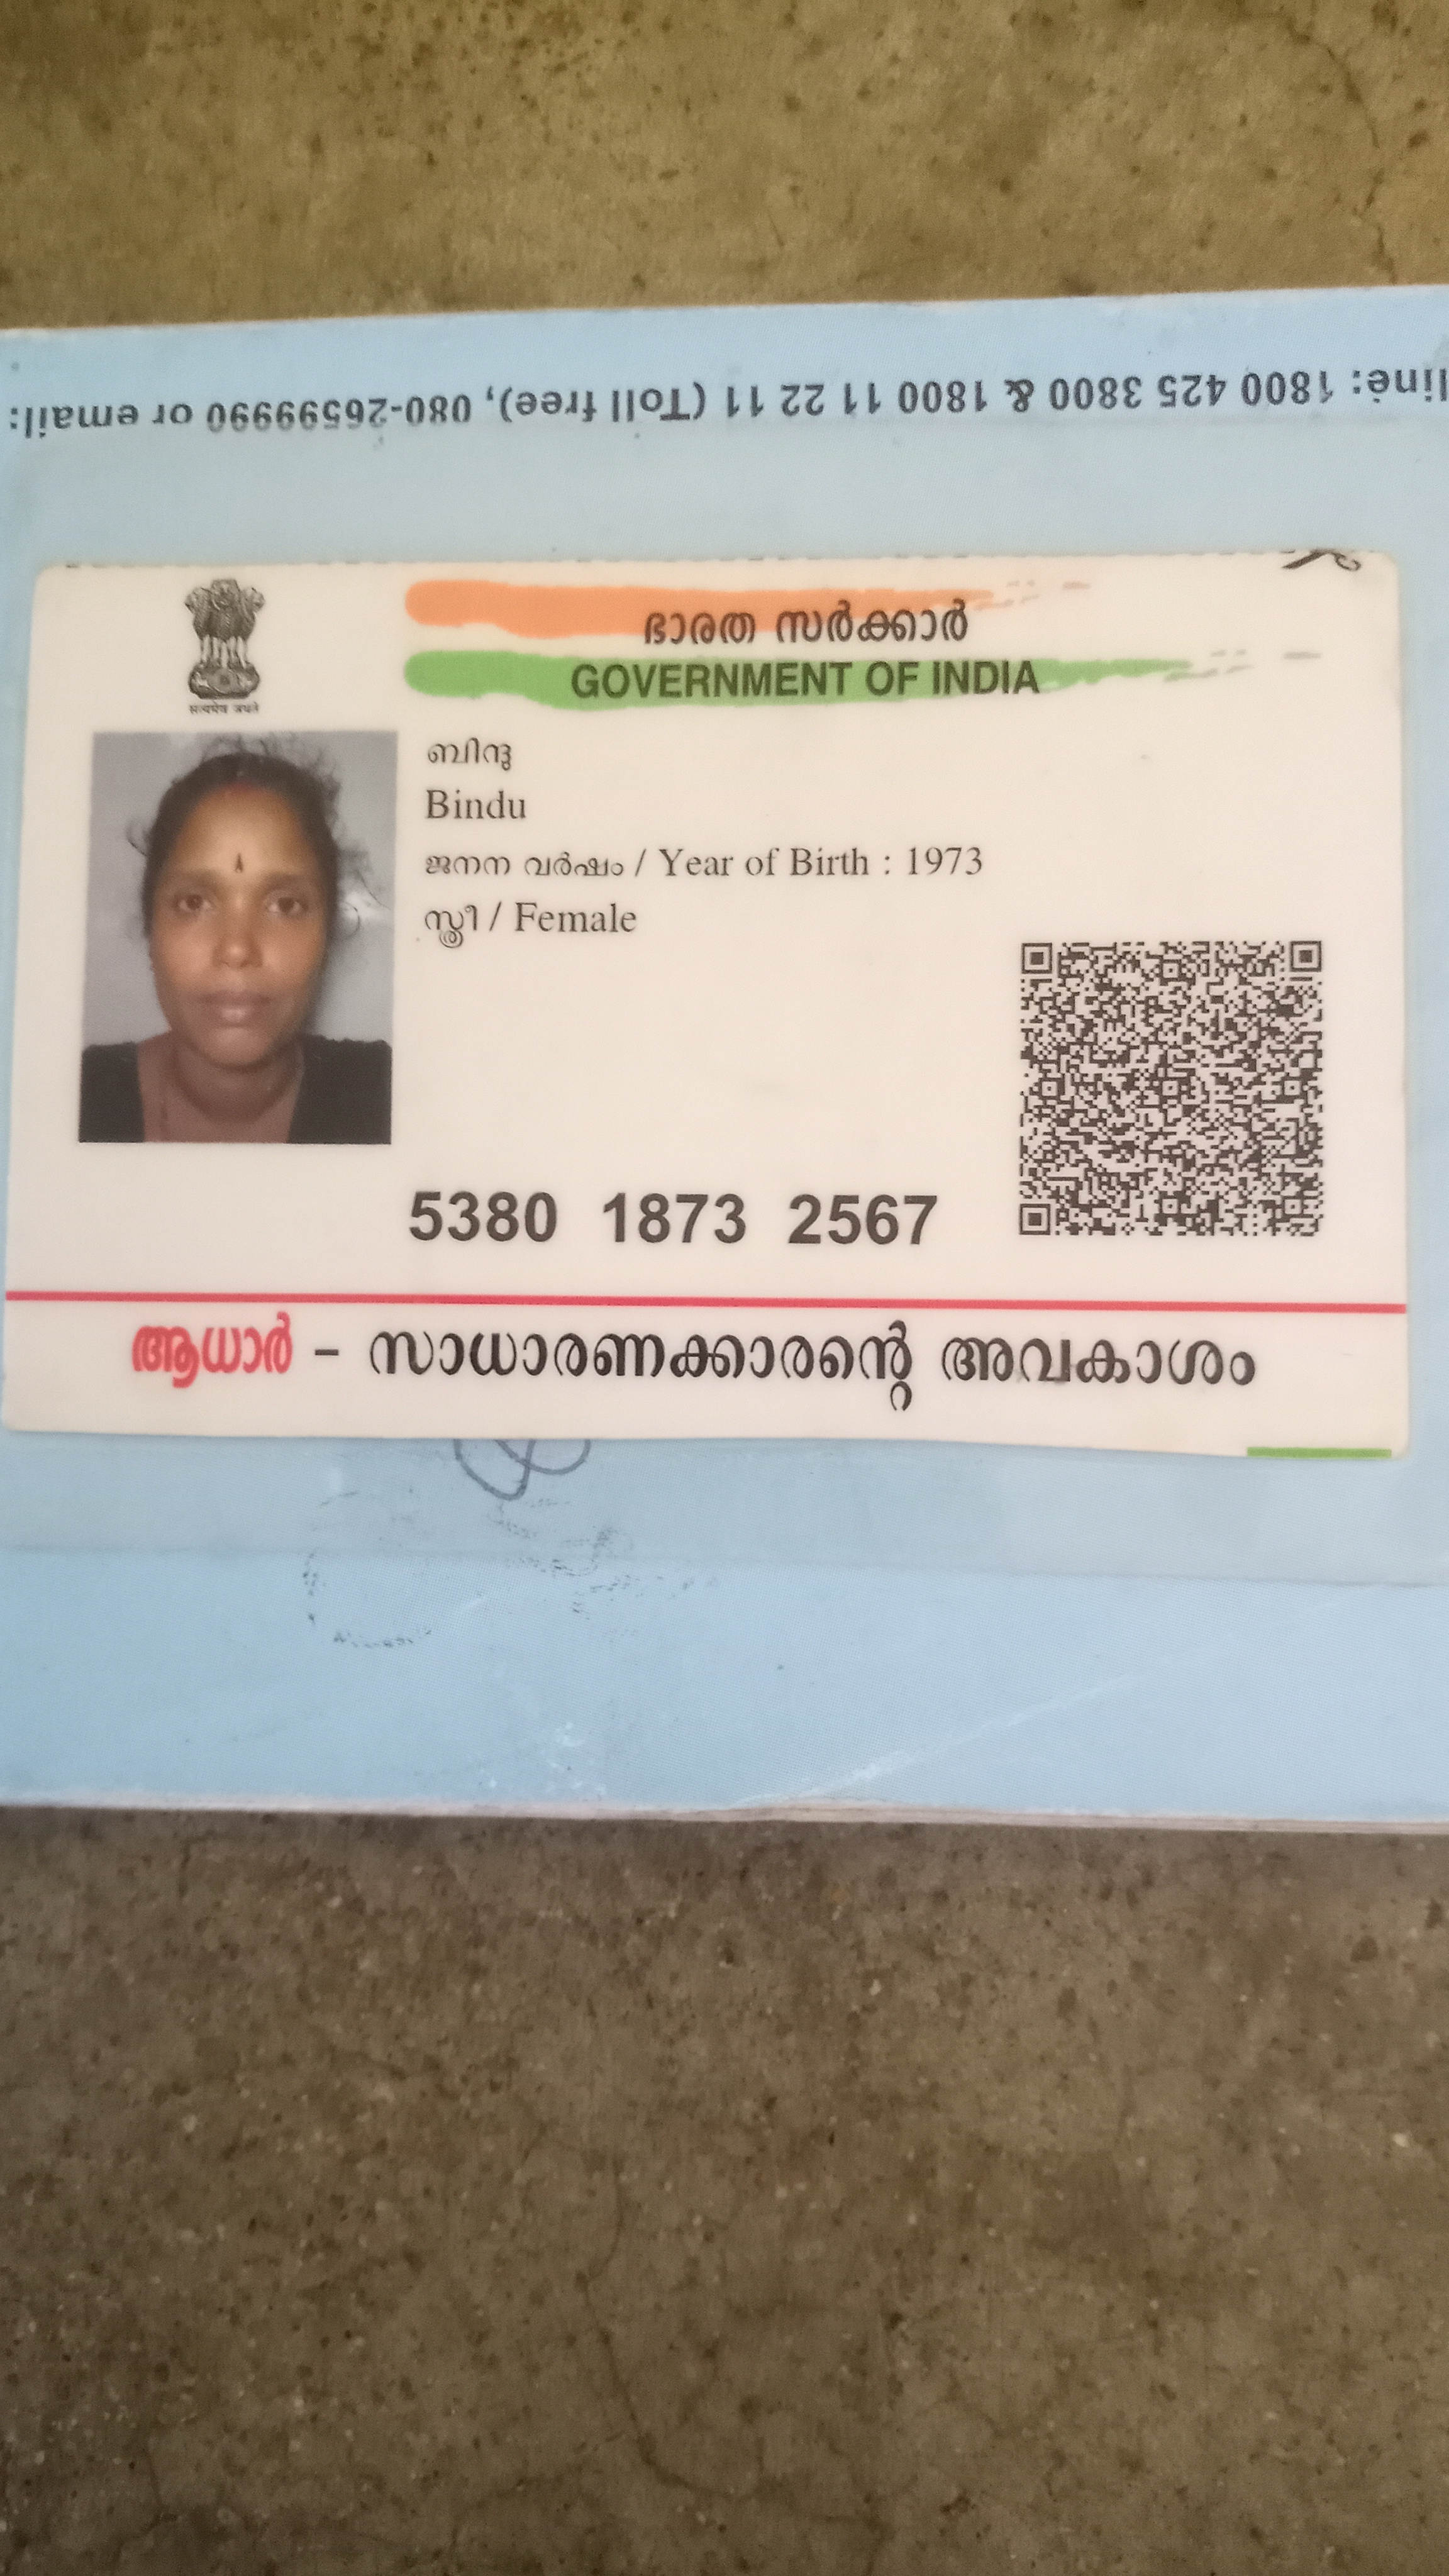 line: 1800 425 3800 & 1800 11 22 11 (Toll free), 080-26599990 or email:
सत्यमेव जयते
ഭാരത സർക്കാർ
GOVERNMENT OF INDIA
ബിന്ദു
Bindu
ജനന വർഷം / Year of Birth : 1973
സ്ത്രീ / Female
5380 1873 2567
ആധാർ - സാധാരണക്കാരന്റെ അവകാശം